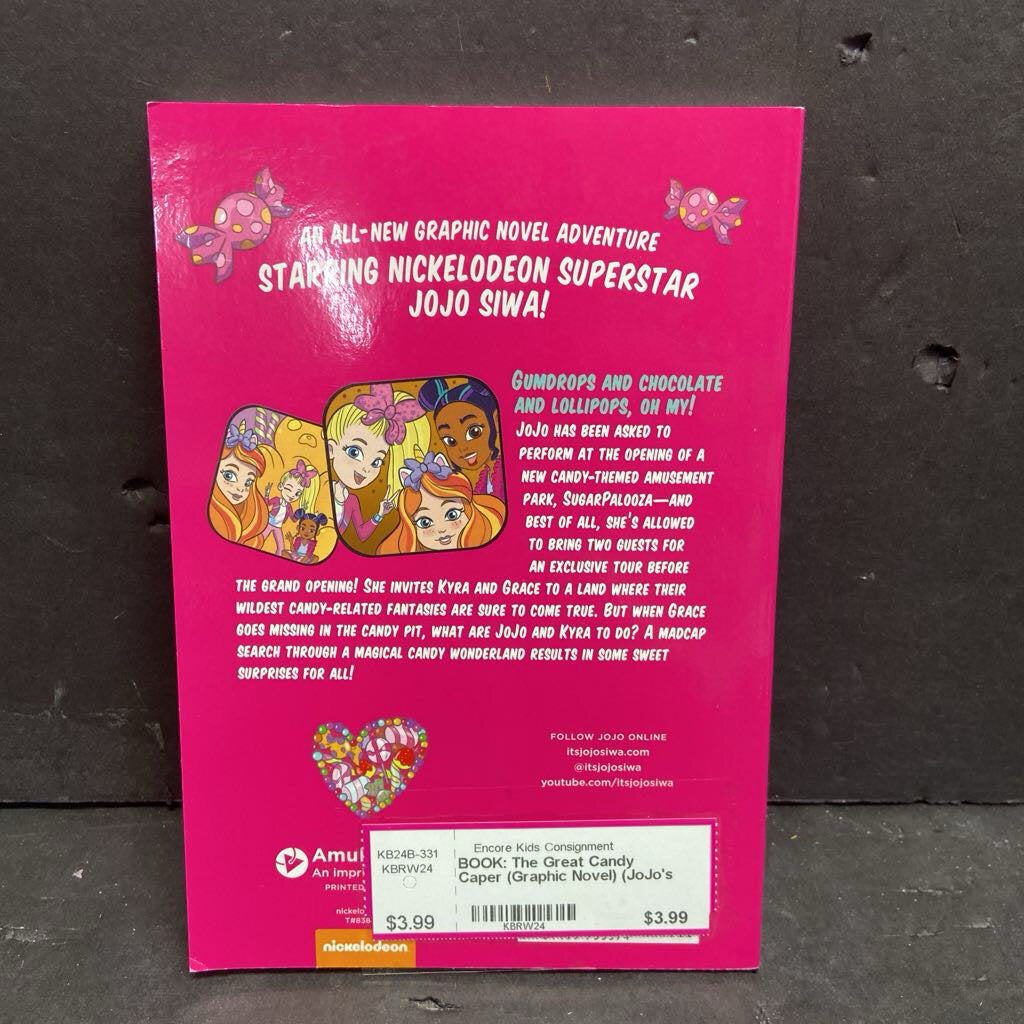 AN ALL-NEW GRAPHIC NOVEL ADVENTURE
STARRING NICKELODEON SUPERSTAR
JOJO SIWA!
GUMDROPS AND CHOCOLATE
AND LOLLIPOPS, OH MY!
JOJO HAS BEEN ASKED TO
PERFORM AT THE OPENING OF A
NEW CANDY-THEMED AMUSEMENT
PARK, SUGARPALOOZA—AND
BEST OF ALL, SHE'S ALLOWED
TO BRING TWO GUESTS FOR
AN EXCLUSIVE TOUR BEFORE
THE GRAND OPENING! SHE INVITES KYRA AND GRACE TO A LAND WHERE THEIR
WILDEST CANDY-RELATED FANTASIES ARE SURE TO COME TRUE. BUT WHEN GRACE
GOES MISSING IN THE CANDY PIT, WHAT ARE JOJO AND KYRA TO DO? A MADCAP
SEARCH THROUGH A MAGICAL CANDY WONDERLAND RESULTS IN SOME SWEET
SURPRISES FOR ALL!
FOLLOW JOJO ONLINE
itsjojosiwa.com
@itsjojosiwa
youtube.com/itsjojosiwa
An impri
PRINTED
nickelo
T#838
nickelodeon
KB24B-331
KBRW24
$3.99
Encore Kids Consignment
BOOK: The Great Candy
Caper (Graphic Novel) (JoJo's
KBRW24
$3.99